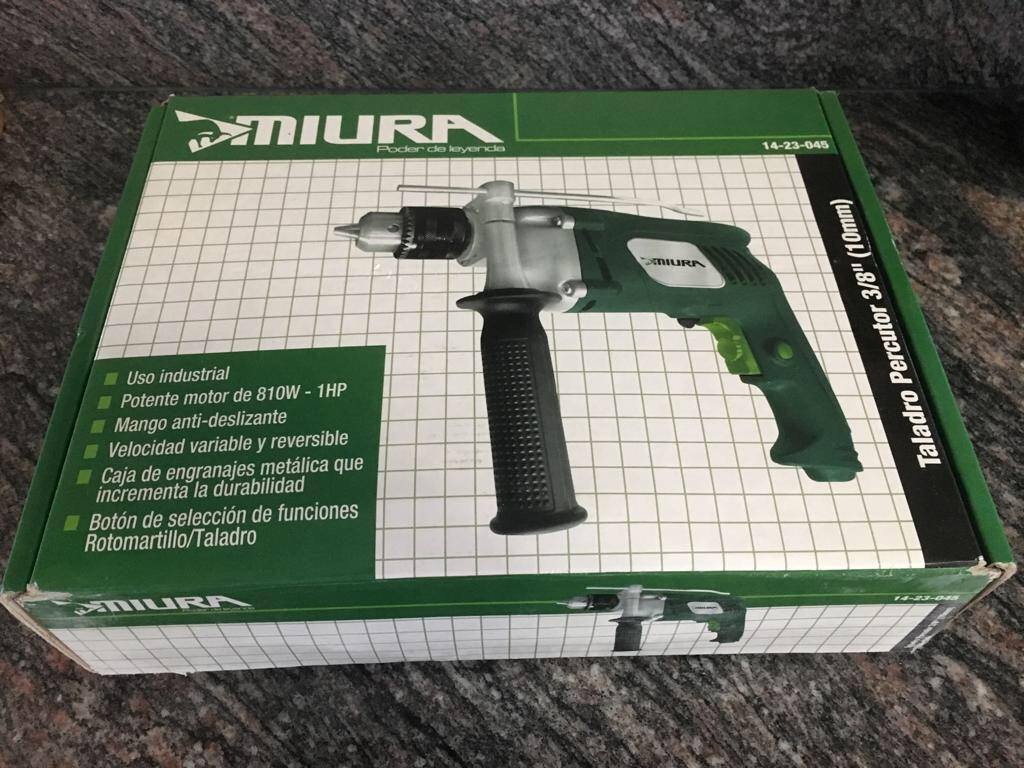 MIURA
Poder de leyenda
14-23-045
MIURA
Taladro Percutor 3/8" (10mm)
Uso industrial
Potente motor de 810W - 1HP
Mango anti-deslizante
Velocidad variable y reversible
Caja de engranajes metálica que
incrementa la durabilidad
Botón de selección de funciones
Rotomartillo/Taladro
MIURA
14-23-045